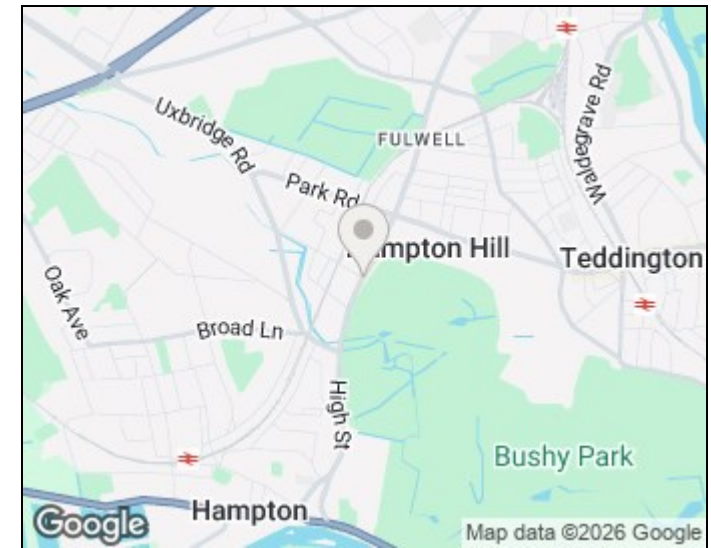 Uxbridge Rd
FULWELL
Waldegrave Rd
Park Rd
Hampton Hill
Teddington
Oak Ave
Broad Ln
High St
Bushy Park
Hampton
Google
Map data ©2026 Google